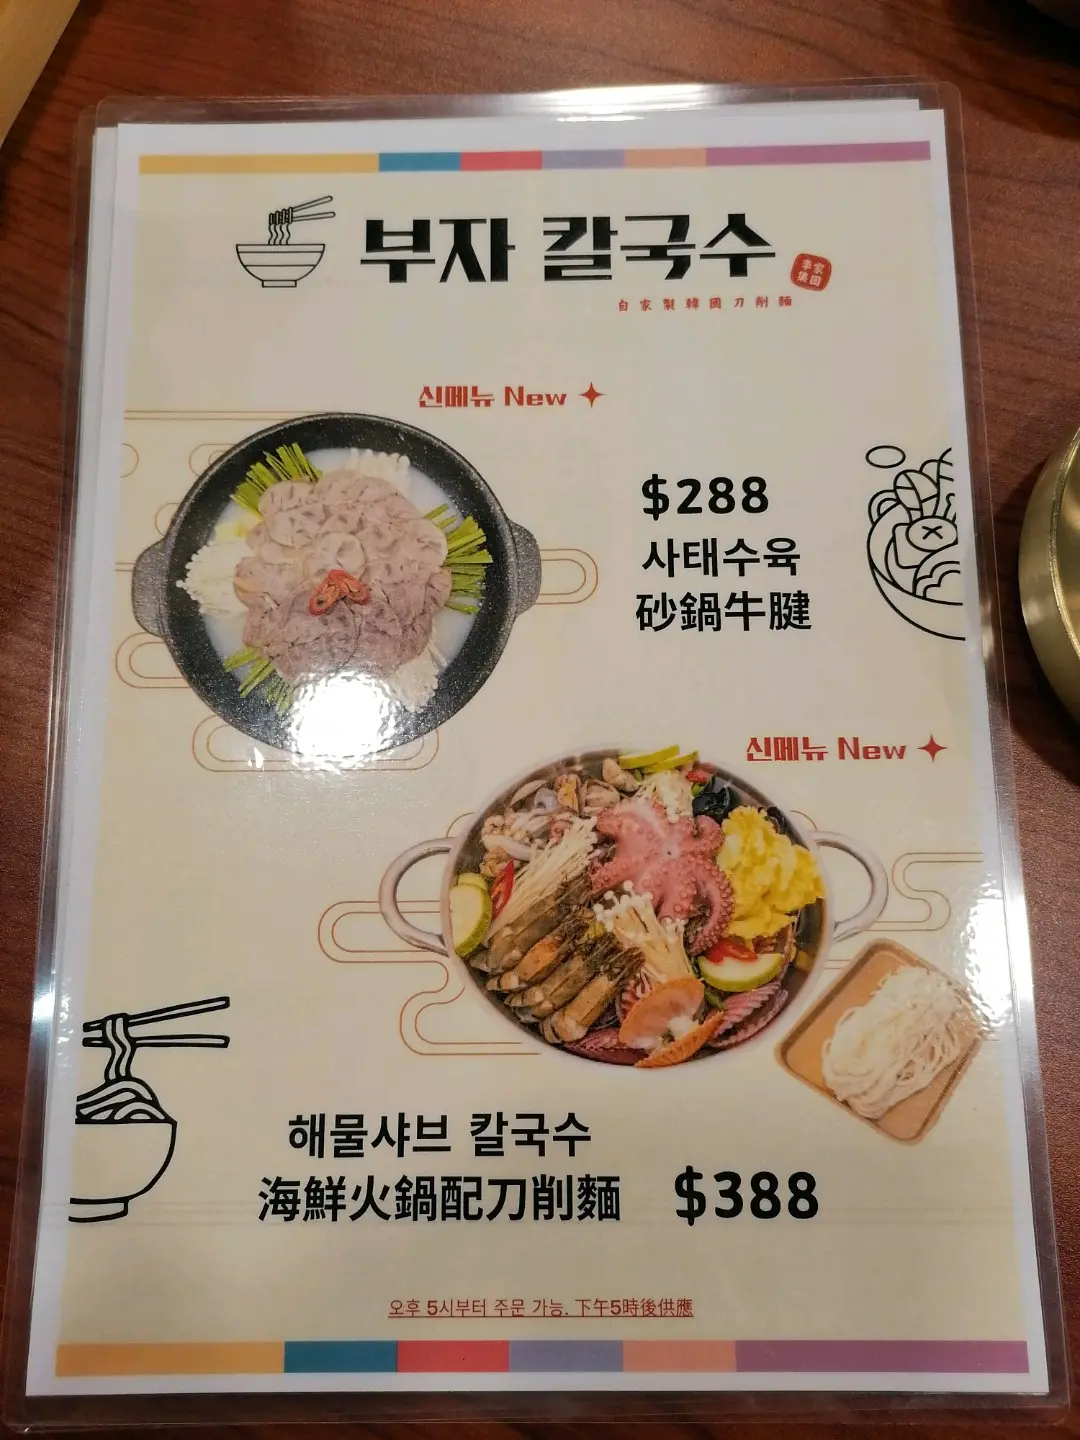 부자 칼국수
李家
集團
自家製韓國刀削麵
신메뉴 New
$288
사태수육
砂鍋牛腱
신메뉴 New
해물샤브 칼국수
海鮮火鍋配刀削麵 $388
오후 5시부터 주문 가능. 下午5時後供應